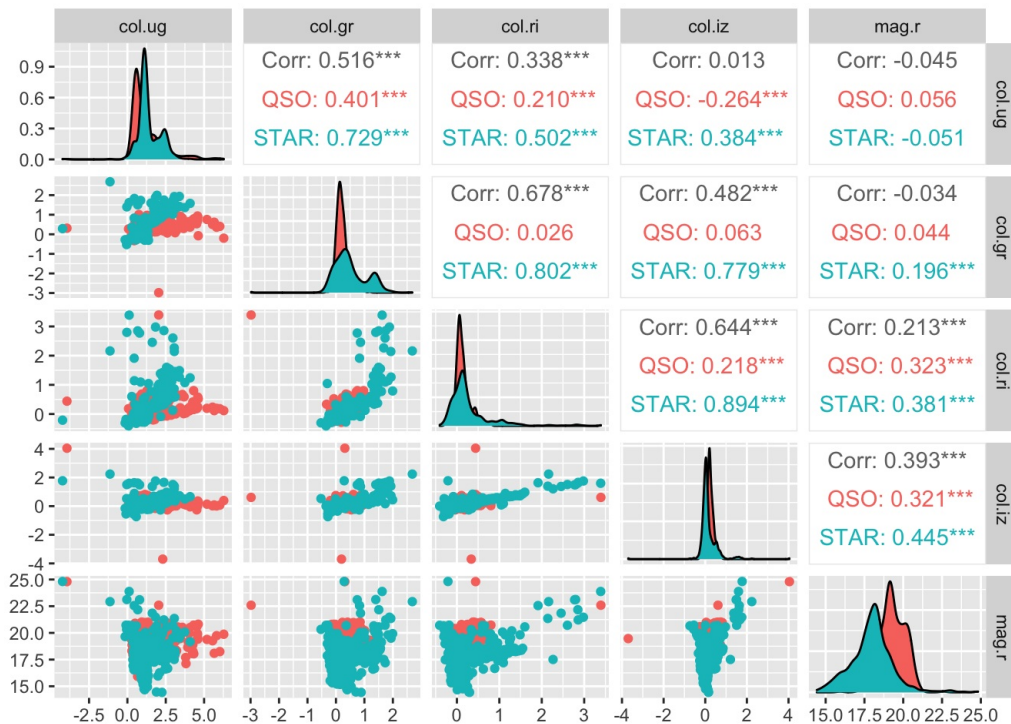 col.ug col.gr col.ri col.iz mag.r
0.9
0.6
0.3
0.0
Corr: 0.516***
QSO: 0.401***
STAR: 0.729***
Corr: 0.338***
QSO: 0.210***
STAR: 0.502***
Corr: 0.013
QSO: -0.264***
STAR: 0.384***
Corr: -0.045
QSO: 0.056
STAR: -0.051
col.ug
2
1
0
-1
-2
-3
Corr: 0.678***
QSO: 0.026
STAR: 0.802***
Corr: 0.482***
QSO: 0.063
STAR: 0.779***
Corr: -0.034
QSO: 0.044
STAR: 0.196***
col.gr
3
2
1
0
Corr: 0.644***
QSO: 0.218***
STAR: 0.894***
Corr: 0.213***
QSO: 0.323***
STAR: 0.381***
col.ri
4
2
0
-2
-4
Corr: 0.393***
QSO: 0.321***
STAR: 0.445***
col.iz
25.0
22.5
20.0
17.5
15.0
mag.r
-2.5 0.0 2.5 5.0 -3 -2 -1 0 1 2 0 1 2 3 -4 -2 0 2 4 15.0 17.5 20.0 22.5 25.0